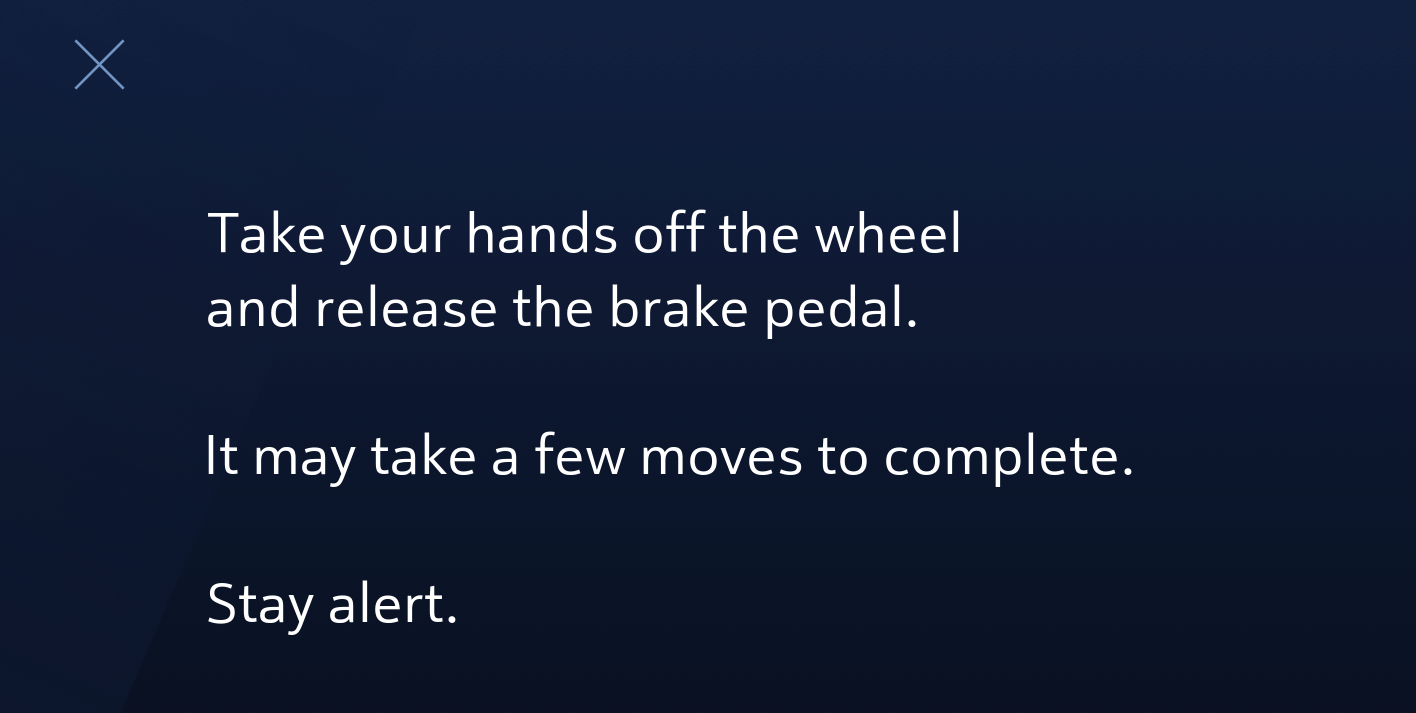 Take your hands off the wheel
and release the brake pedal.
It may take a few moves to complete.
Stay alert.